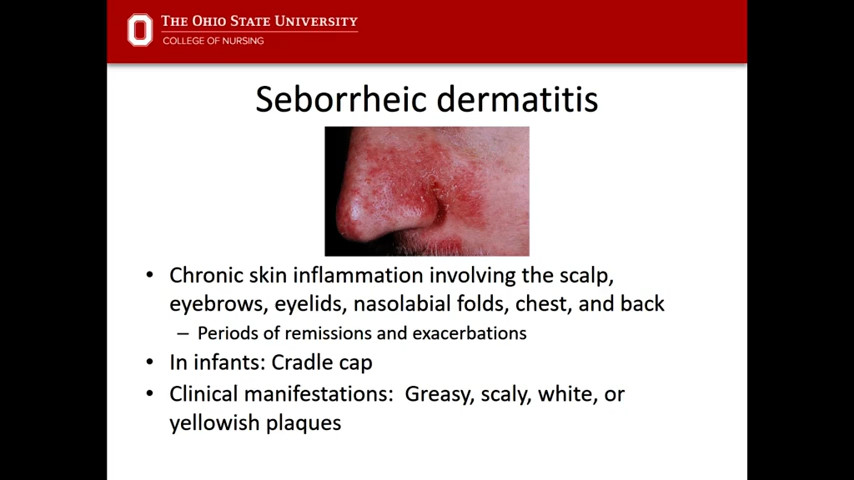 THE OHIO STATE UNIVERSITY
COLLEGE OF NURSING
Seborrheic dermatitis
• Chronic skin inflammation involving the scalp,
eyebrows, eyelids, nasolabial folds, chest, and back
– Periods of remissions and exacerbations
• In infants: Cradle cap
• Clinical manifestations:  Greasy, scaly, white, or
yellowish plaques